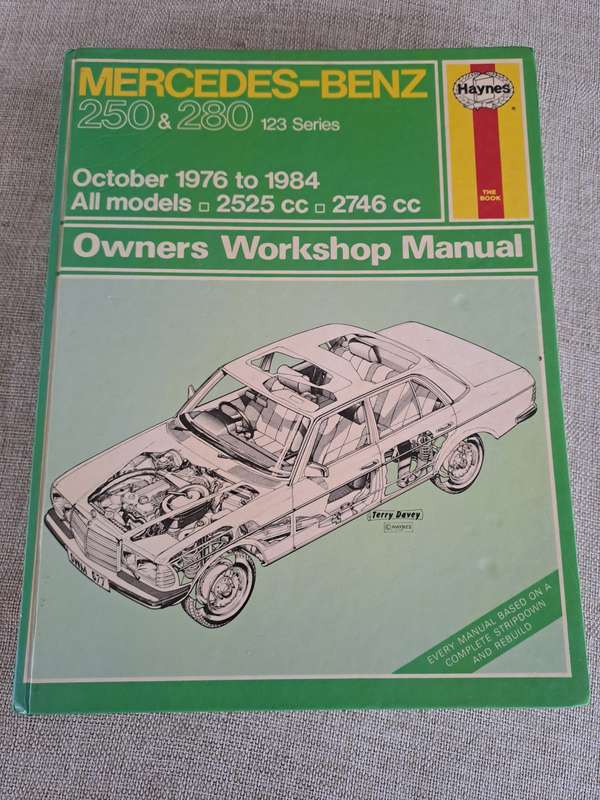 MERCEDES-BENZ
250 & 280 123 Series
October 1976 to 1984
All models □ 2525 cc □ 2746 cc
Haynes
®
THE
BOOK
Owners Workshop Manual
Terry Davey
© HAYNES
EVERY MANUAL BASED ON A
COMPLETE STRIPDOWN
AND REBUILD